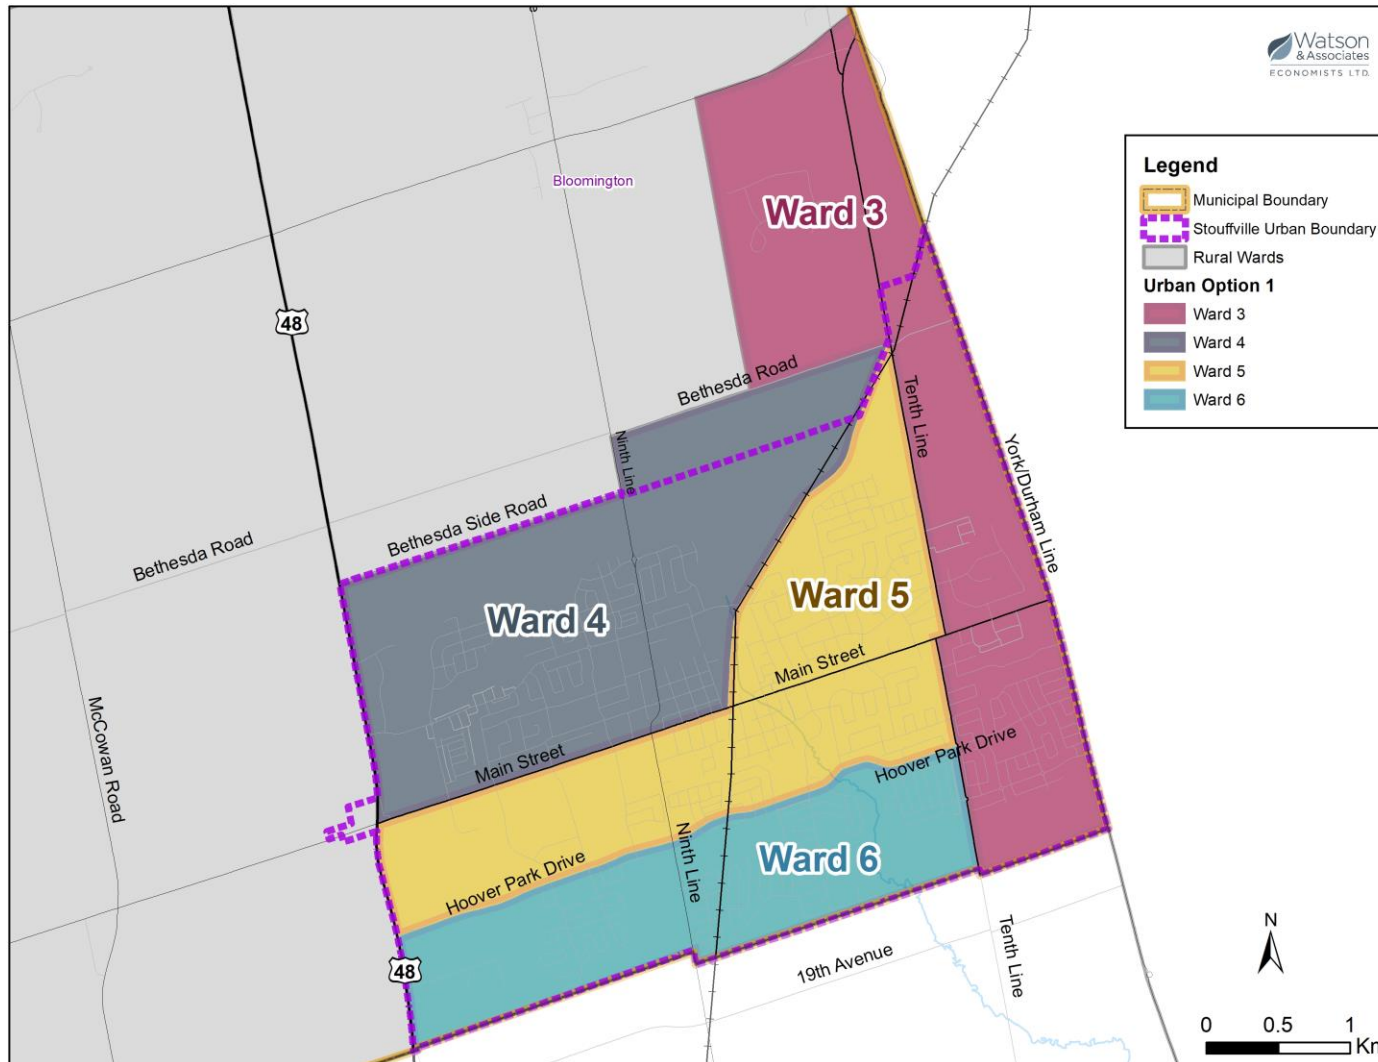 Watson
& Associates
ECONOMISTS LTD.
Bloomington
Ward 3
Legend
Municipal Boundary
Stouffville Urban Boundary
Rural Wards
Urban Option 1
Ward 3
Ward 4
Ward 5
Ward 6
48
Bethesda Road
Tenth Line
Ninth Line
York/Durham Line
Bethesda Side Road
Bethesda Road
Ward 5
Ward 4
Main Street
McCowan Road
Main Street
Hoover Park Drive
Ward 6
Ninth Line
Hoover Park Drive
48
19th Avenue
Tenth Line
N
0 0.5 1
Km